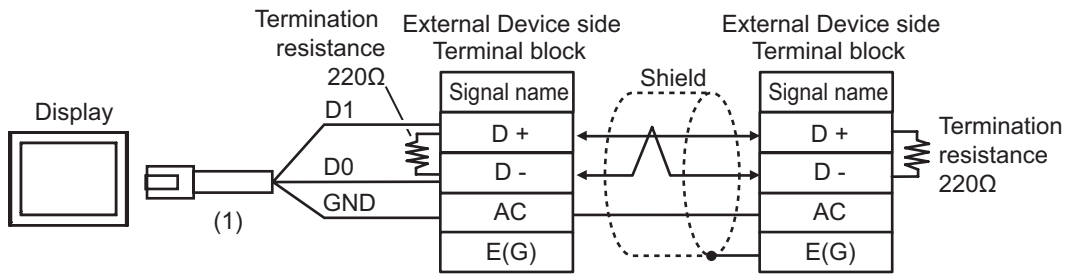 Termination
resistance
220Ω
External Device side
Terminal block
External Device side
Terminal block
Display
D1
D0
GND
(1)
Signal name
D +
D -
AC
E(G)
Shield
Signal name
D +
D -
AC
E(G)
Termination
resistance
220Ω